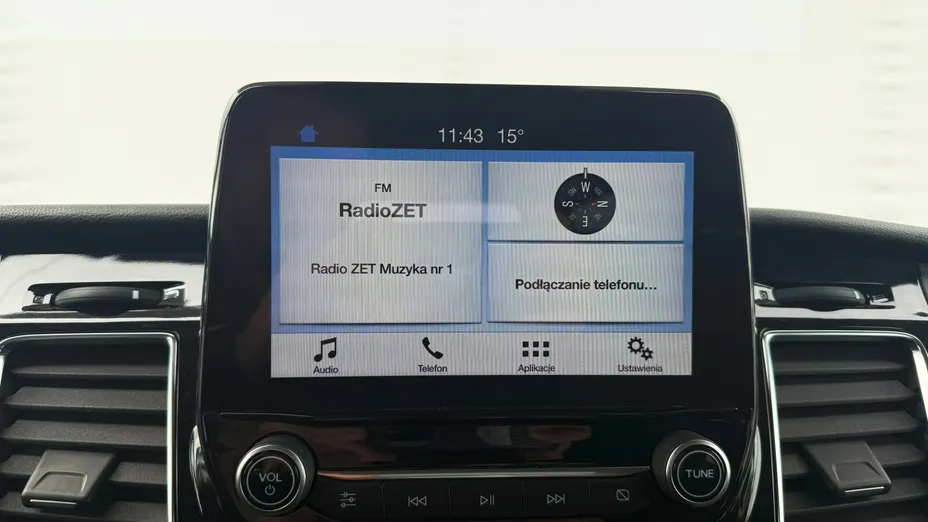 11:43 15°
FM
RadioZET
Radio ZET Muzyka nr 1
W
S
N
E
Podłączanie telefonu...
Audio
Telefon
Aplikacje
Ustawienia
VOL
TUNE